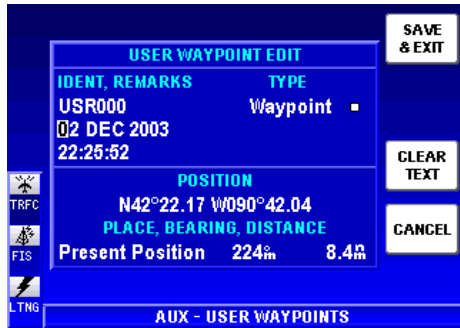 SAVE
& EXIT
USER WAYPOINT EDIT
IDENT, REMARKS TYPE
USR000 Waypoint
02 DEC 2003
22:25:52
CLEAR
TEXT
POSITION
N42°22.17 W090°42.04
PLACE, BEARING, DISTANCE
CANCEL
Present Position 224°m 8.4nm
TRFC
FIS
LTNG
AUX - USER WAYPOINTS